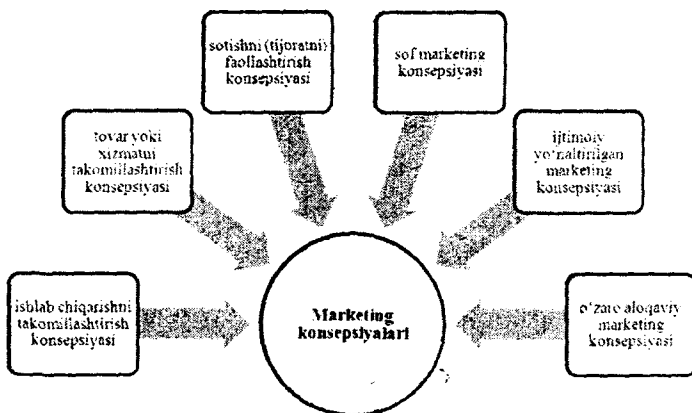 sotishni (tijoratni)
faollashtirish
konsepsiyasi
sof marketing
konsepsiyasi
tovar yoki
xizmatni
takomillashtirish
konsepsiyasi
ijtimoiy
yo‘naltirilgan
marketing
konsepsiyasi
ishlab chiqarishni
takomillashtirish
konsepsiyasi
Marketing
konsepsiyalari
o‘zaro aloqaviy
marketing
konsepsiyasi